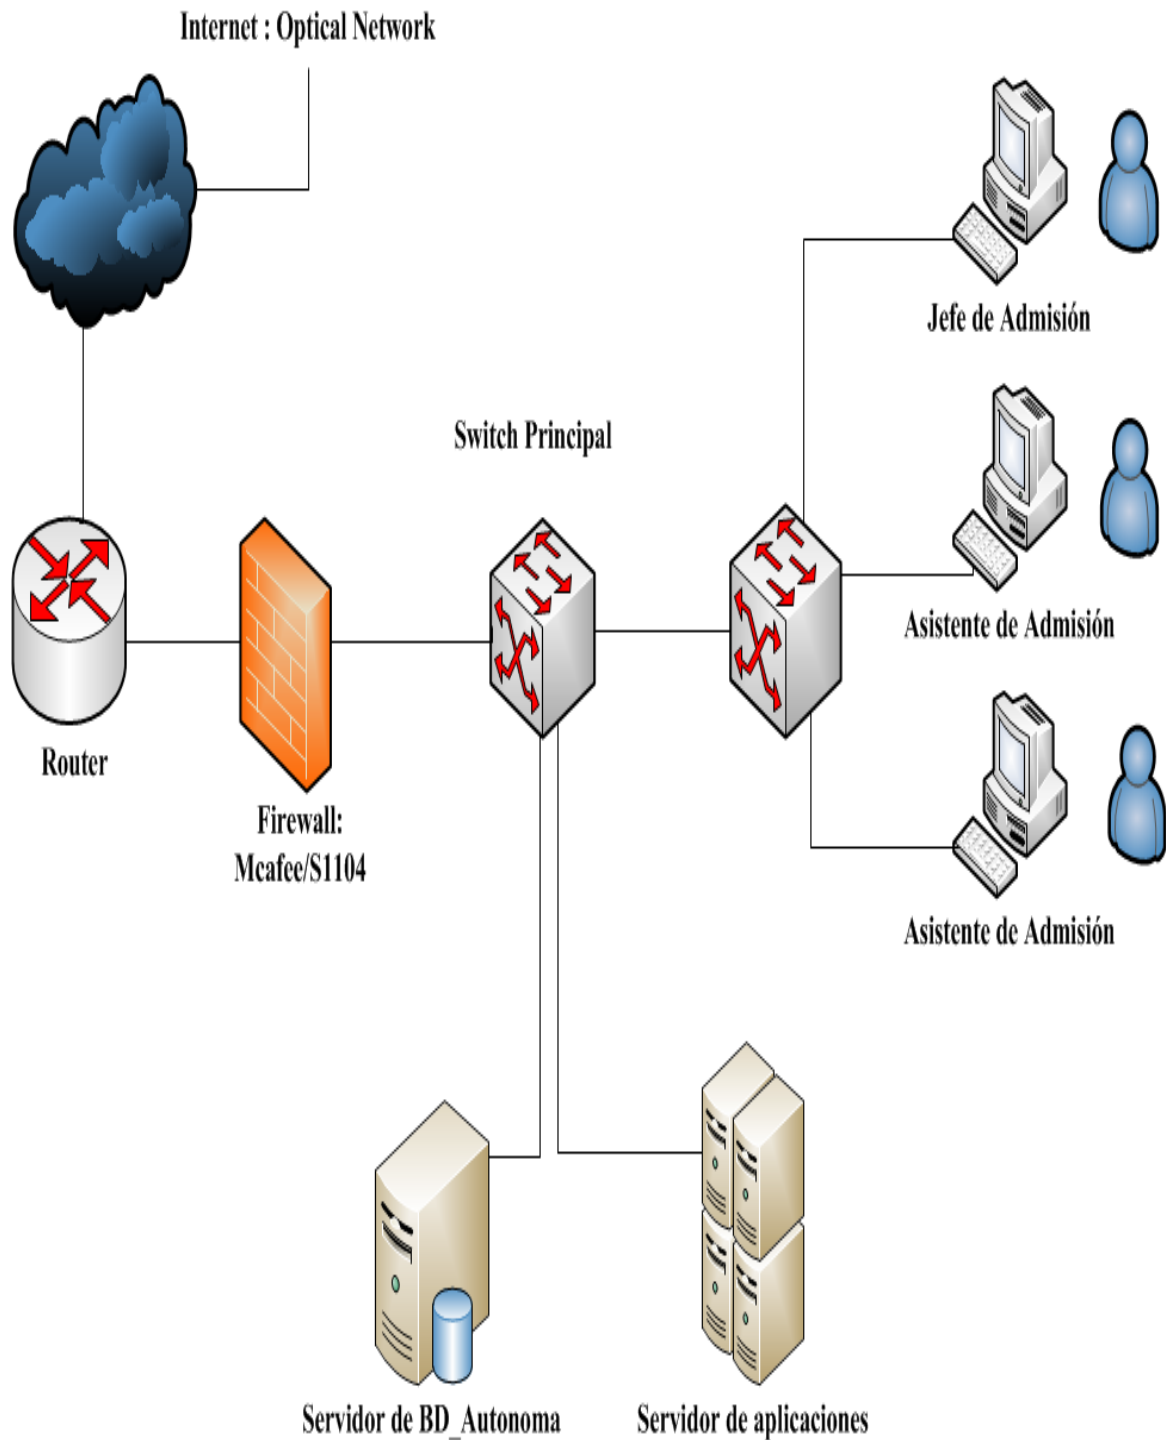 Internet : Optical Network
Jefe de Admisión
Switch Principal
Asistente de Admisión
Router
Firewall:
Mcafee/S1104
Asistente de Admisión
Servidor de BD_Autonoma
Servidor de aplicaciones